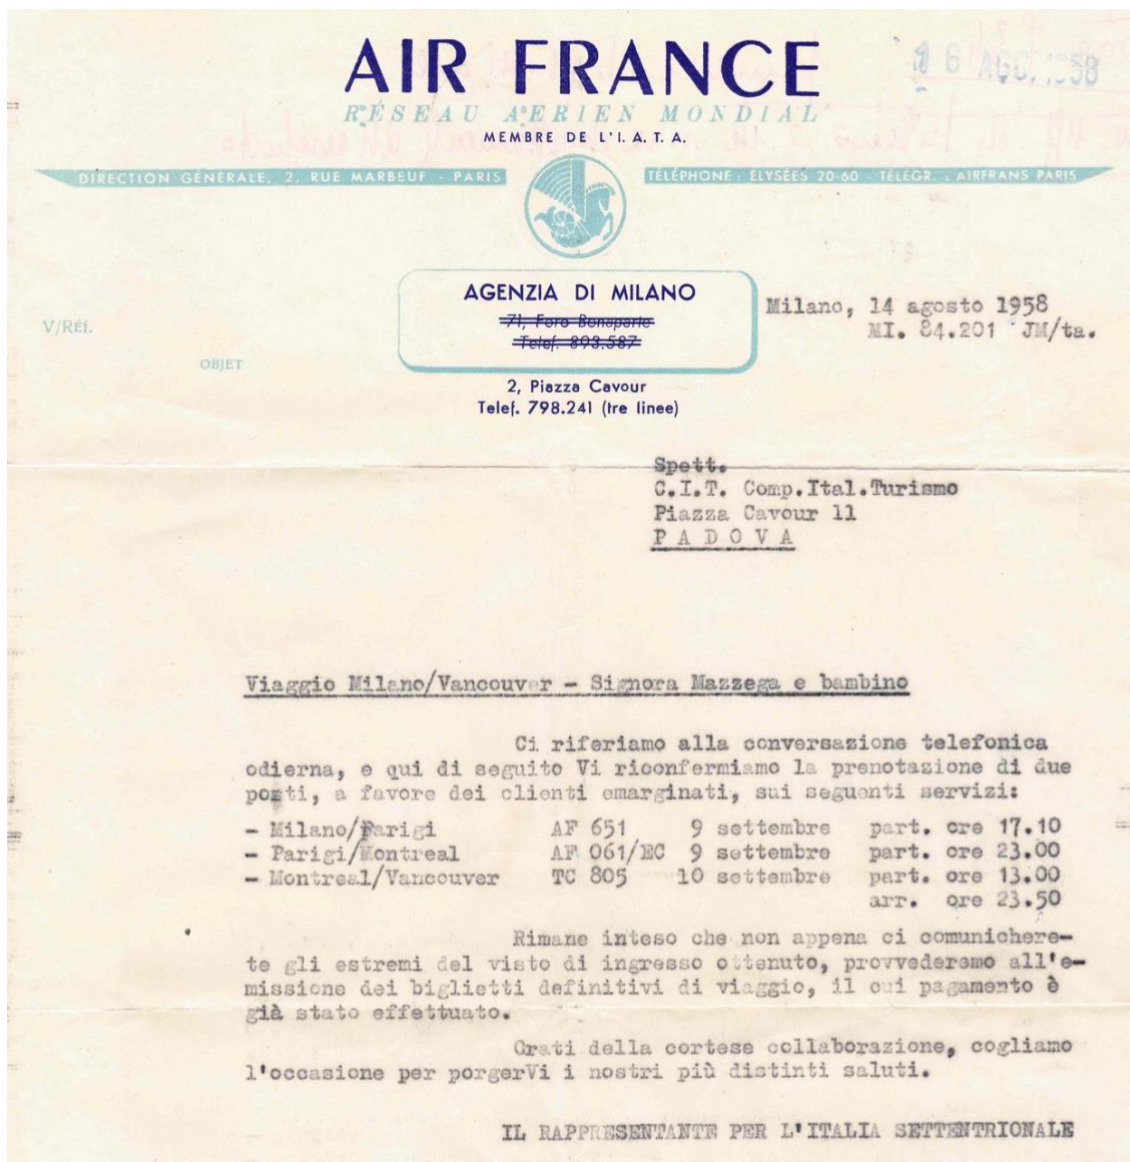 AIR FRANCE
16 AGO. 1958
RÉSEAU AÉRIEN MONDIAL
MEMBRE DE L'I.A.T.A.
DIRECTION GÉNÉRALE, 2, RUE MARBEUF - PARIS
TÉLÉPHONE : ÉLYSÉES 20-60 - TÉLÉGR. : AIRFRANS PARIS
AGENZIA DI MILANO
71, Foro Bonaparte
Telef. 893.587
2, Piazza Cavour
Telef. 798.241 (tre linee)
Milano, 14 agosto 1958
MI. 84.201 JM/ta.
V/Réf.
OBJET
Spett.
C.I.T. Comp.Ital.Turismo
Piazza Cavour 11
P A D O V A
Viaggio Milano/Vancouver - Signora Mazzega e bambino
Ci riferiamo alla conversazione telefonica
odierna, e qui di seguito Vi riconfermiamo la prenotazione di due
posti, a favore dei clienti emarginati, sui seguenti servizi:
- Milano/Parigi AF 651 9 settembre part. ore 17.10
- Parigi/Montreal AF 061/EC 9 settembre part. ore 23.00
- Montreal/Vancouver TC 805 10 settembre part. ore 13.00
arr. ore 23.50
Rimane inteso che non appena ci comunichere-
te gli estremi del visto di ingresso ottenuto, provvederemo all'e-
missione dei biglietti definitivi di viaggio, il cui pagamento è
già stato effettuato.
Grati della cortese collaborazione, cogliamo
l'occasione per porgerVi i nostri più distinti saluti.
IL RAPPRESENTANTE PER L'ITALIA SETTENTRIONALE